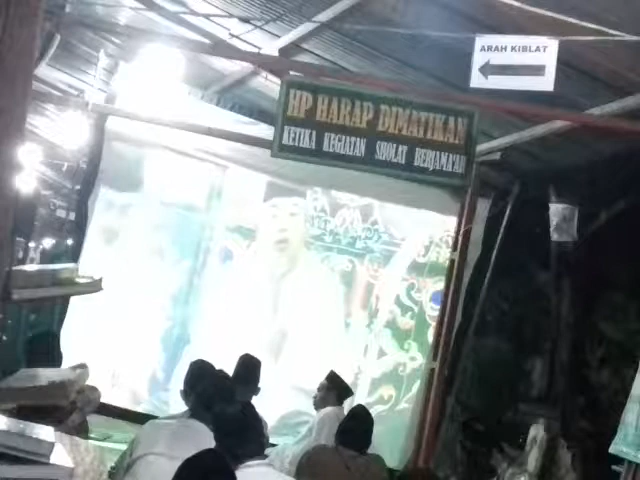 ARAH KIBLAT
HP HARAP DIMATIKAN
KETIKA KEGIATAN SHOLAT BERJAMA'AH